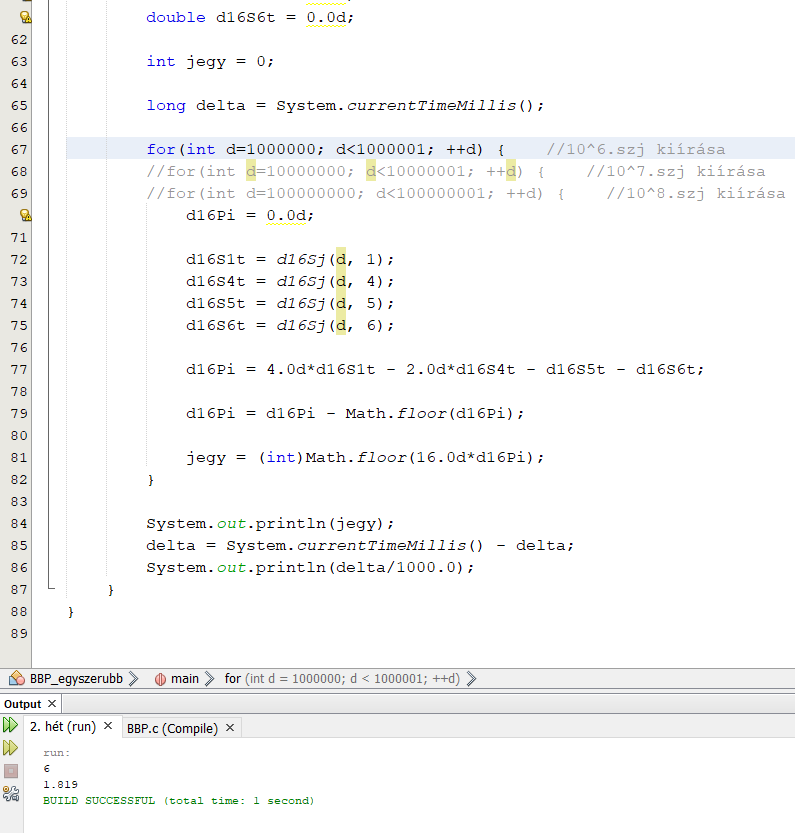 double d16S6t = 0.0d;
62
63 int jegy = 0;
64
65 long delta = System.currentTimeMillis();
66
67 for(int d=1000000; d<1000001; ++d) { //10^6.szj kiírása
68 //for(int d=10000000; d<10000001; ++d) { //10^7.szj kiírása
69 //for(int d=100000000; d<100000001; ++d) { //10^8.szj kiírása
d16Pi = 0.0d;
71
72 d16S1t = d16Sj(d, 1);
73 d16S4t = d16Sj(d, 4);
74 d16S5t = d16Sj(d, 5);
75 d16S6t = d16Sj(d, 6);
76
77 d16Pi = 4.0d*d16S1t - 2.0d*d16S4t - d16S5t - d16S6t;
78
79 d16Pi = d16Pi - Math.floor(d16Pi);
80
81 jegy = (int)Math.floor(16.0d*d16Pi);
82 }
83
84 System.out.println(jegy);
85 delta = System.currentTimeMillis() - delta;
86 System.out.println(delta/1000.0);
87 }
88 }
89
BBP_egyszerubb main for (int d = 1000000; d < 1000001; ++d)
Output ×
2. hét (run) × BBP.c (Compile) ×
run:
6
1.819
BUILD SUCCESSFUL (total time: 1 second)